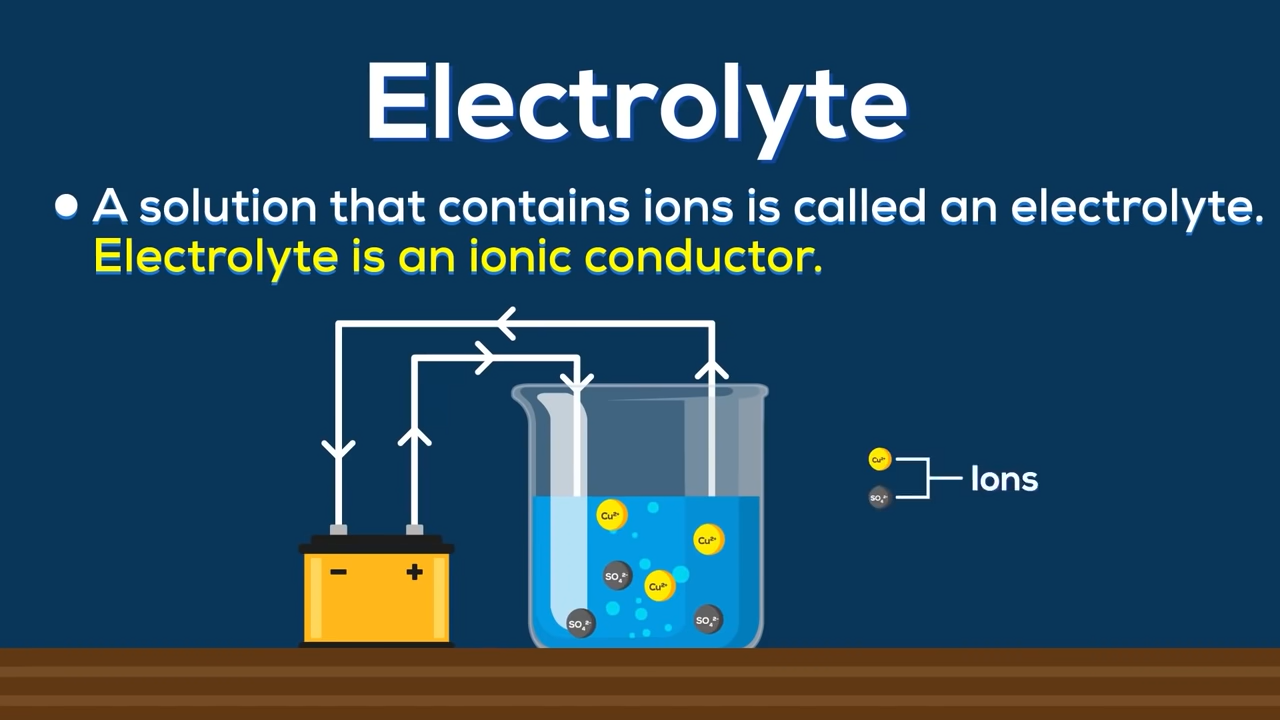 Electrolyte
• A solution that contains ions is called an electrolyte.
Electrolyte is an ionic conductor.
Cu²⁺
SO₄²⁻
Ions
− +
Cu²⁺
Cu²⁺
SO₄²⁻
Cu²⁺
SO₄²⁻
SO₄²⁻